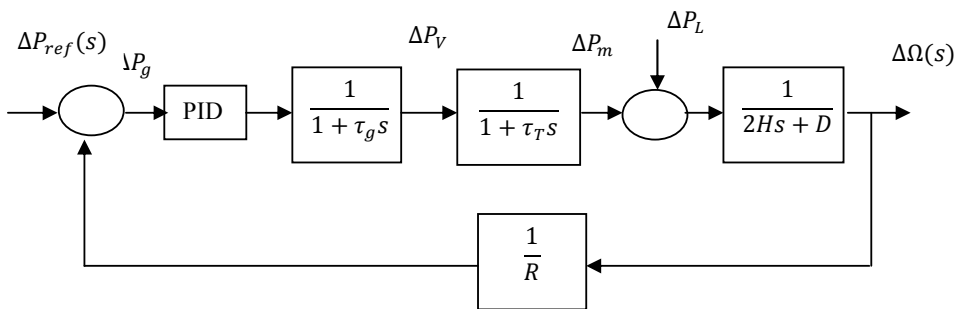 ΔP_ref(s)
ΔP_g
PID
1
1 + τ_g s
ΔP_V
1
1 + τ_T s
ΔP_m
ΔP_L
1
2Hs + D
ΔΩ(s)
1
R